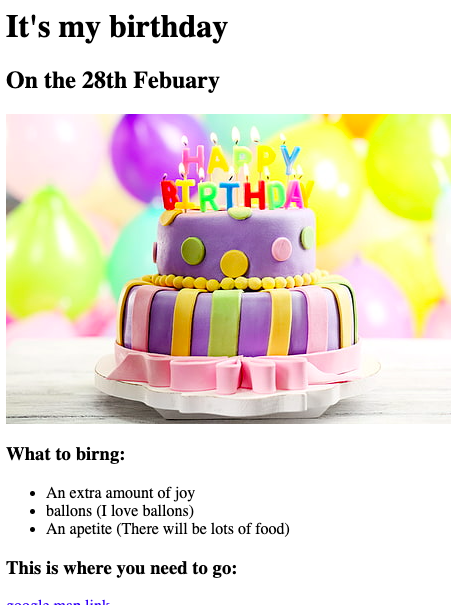 It's my birthday
On the 28th Febuary
HAPPY
BIRTHDAY
What to birng:
An extra amount of joy
ballons (I love ballons)
An apetite (There will be lots of food)
This is where you need to go:
google map link